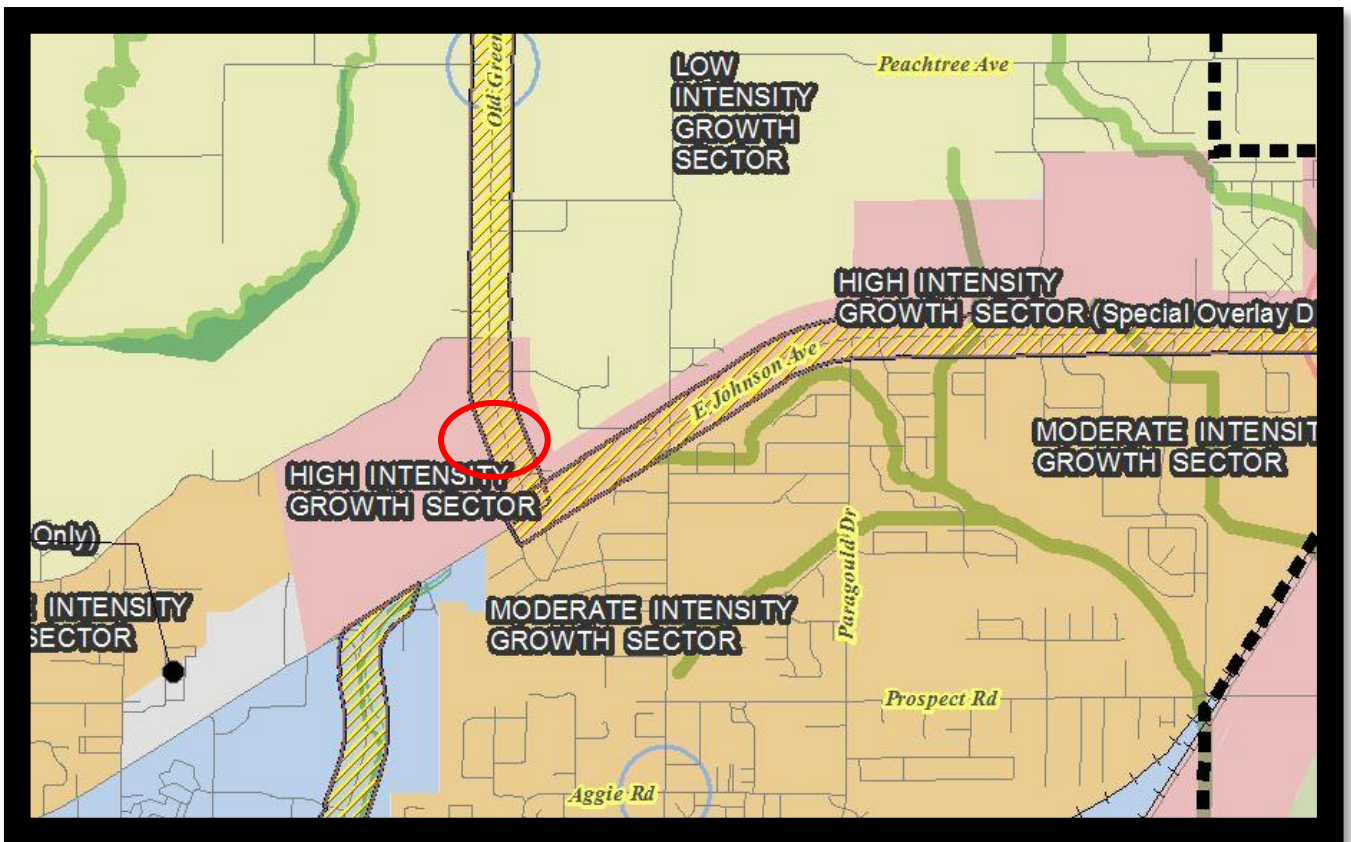 Old Green
LOW
INTENSITY
GROWTH
SECTOR
Peachtree Ave
HIGH INTENSITY
GROWTH SECTOR (Special Overlay D
E Johnson Ave
MODERATE INTENSIT
GROWTH SECTOR
HIGH INTENSITY
GROWTH SECTOR
Only)
INTENSITY
SECTOR
MODERATE INTENSITY
GROWTH SECTOR
Paragould Dr
Prospect Rd
Aggie Rd